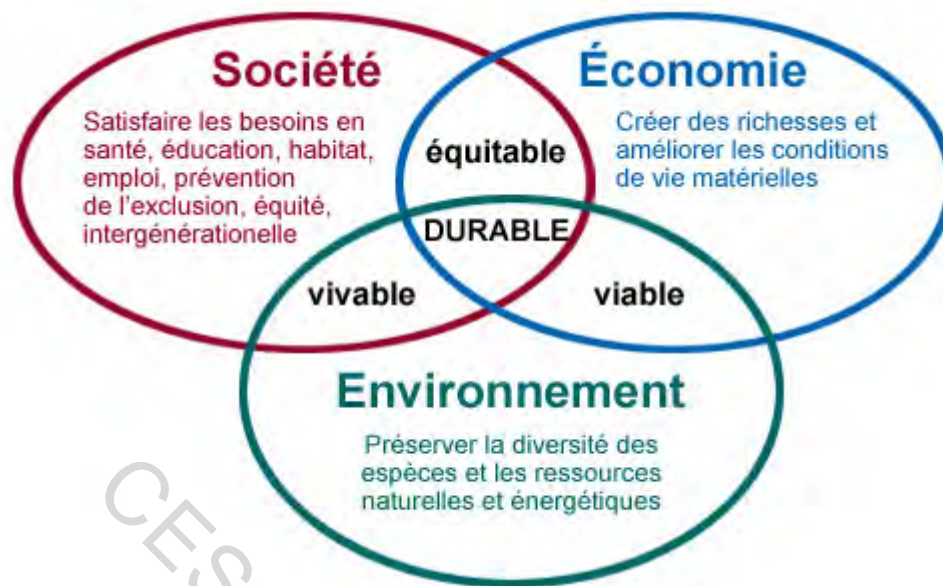 Société
Satisfaire les besoins en
santé, éducation, habitat,
emploi, prévention
de l'exclusion, équité,
intergénérationelle
Économie
Créer des richesses et
améliorer les conditions
de vie matérielles
équitable
DURABLE
vivable
viable
Environnement
Préserver la diversité des
espèces et les ressources
naturelles et énergétiques
CES